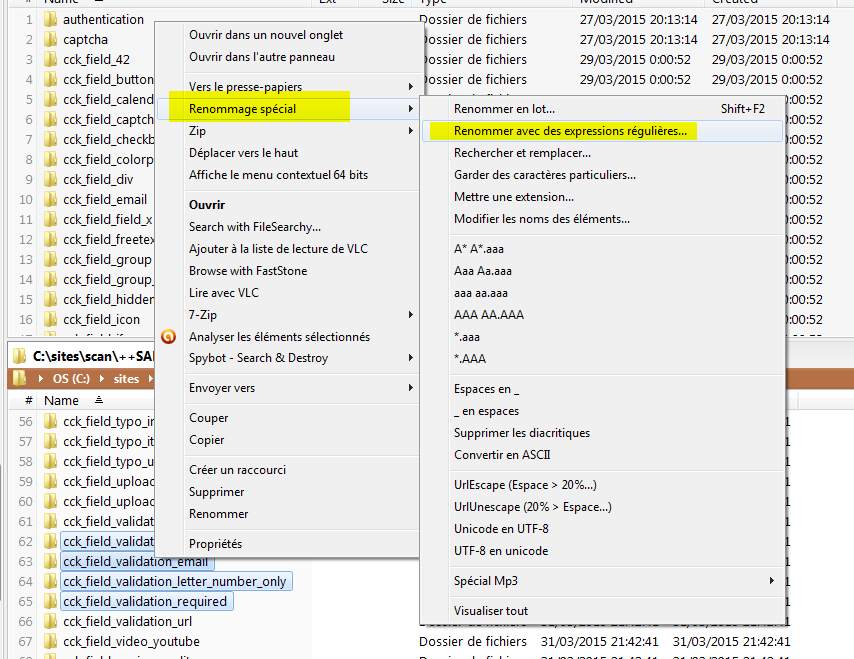 # Name Ext Size Type Modified Created
1 authentication Dossier de fichiers 27/03/2015 20:13:14 27/03/2015 20:13:14
2 captcha Dossier de fichiers 27/03/2015 20:13:14 27/03/2015 20:13:14
3 cck_field_42 Dossier de fichiers 29/03/2015 0:00:52 29/03/2015 0:00:52
4 cck_field_button Dossier de fichiers 29/03/2015 0:00:52 29/03/2015 0:00:52
5 cck_field_calend 0:00:52
6 cck_field_captch 0:00:52
7 cck_field_checkb 0:00:52
8 cck_field_colorp 0:00:52
9 cck_field_div 0:00:52
10 cck_field_email 0:00:52
11 cck_field_field_x 0:00:52
12 cck_field_freetex 0:00:52
13 cck_field_group 0:00:52
14 cck_field_group_ 0:00:52
15 cck_field_hidden 0:00:52
16 cck_field_icon 0:00:52
Ouvrir dans un nouvel onglet
Ouvrir dans l'autre panneau
Vers le presse-papiers
Renommage spécial
Zip
Déplacer vers le haut
Affiche le menu contextuel 64 bits
Ouvrir
Search with FileSearchy...
Ajouter à la liste de lecture de VLC
Browse with FastStone
Lire avec VLC
7-Zip
Analyser les éléments sélectionnés
Spybot - Search & Destroy
Envoyer vers
Couper
Copier
Créer un raccourci
Supprimer
Renommer
Propriétés
Renommer en lot... Shift+F2
Renommer avec des expressions régulières...
Rechercher et remplacer...
Garder des caractères particuliers...
Mettre une extension...
Modifier les noms des éléments...
A* A*.aaa
Aaa Aa.aaa
aaa aa.aaa
AAA AA.AAA
*.aaa
*.AAA
Espaces en _
_ en espaces
Supprimer les diacritiques
Convertir en ASCII
UrlEscape (Espace > 20%...)
UrlUnescape (20% > Espace...)
Unicode en UTF-8
UTF-8 en unicode
Spécial Mp3
Visualiser tout
C:\sites\scan\++SA
OS (C:) sites
# Name
56 cck_field_typo_ir
57 cck_field_typo_it
58 cck_field_typo_u
59 cck_field_upload
60 cck_field_upload
61 cck_field_validat
62 cck_field_validat
63 cck_field_validation_email
64 cck_field_validation_letter_number_only
65 cck_field_validation_required
66 cck_field_validation_url Dossier de fichiers 31/03/2015 21:42:41 31/03/2015 21:42:41
67 cck_field_video_youtube Dossier de fichiers 31/03/2015 21:42:41 31/03/2015 21:42:41